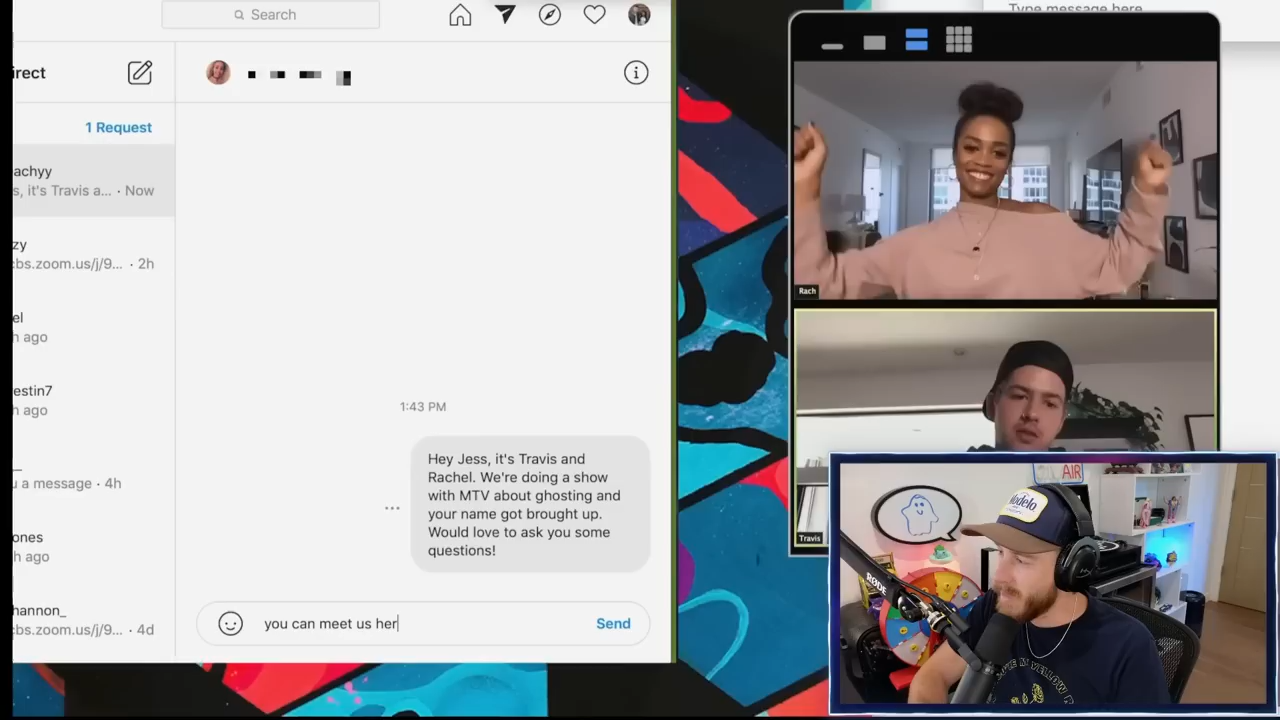 Search
Type message here
irect
1 Request
achyy
s, it's Travis a... · Now
zy
cbs.zoom.us/j/9... · 2h
el
h ago
estin7
h ago
u a message · 4h
ones
h ago
hannon_
cbs.zoom.us/j/9... · 4d
1:43 PM
Hey Jess, it's Travis and
Rachel. We're doing a show
with MTV about ghosting and
your name got brought up.
Would love to ask you some
questions!
...
you can meet us her
Send
Rach
Travis
AIR
Modelo
RØDE
YELLOW